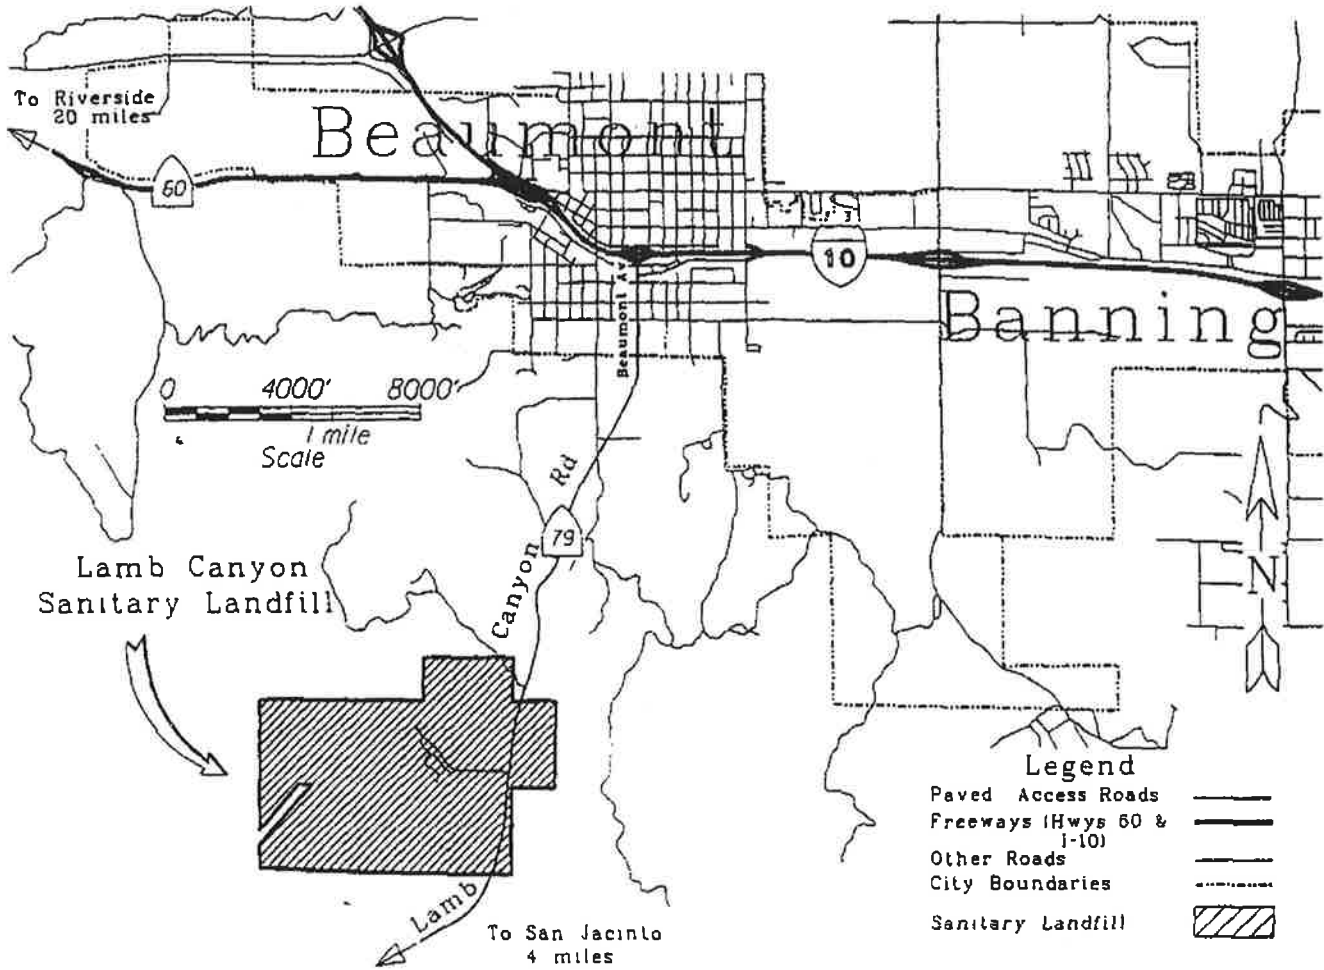 To Riverside
20 miles
Beaumont
60
10
Banning
Beaumont Av
0 4000' 8000'
1 mile
Scale
Rd
79
Canyon
Lamb Canyon
Sanitary Landfill
N
Lamb
To San Jacinto
4 miles
Legend
Paved Access Roads
Freeways (Hwys 60 &
I-10)
Other Roads
City Boundaries
Sanitary Landfill